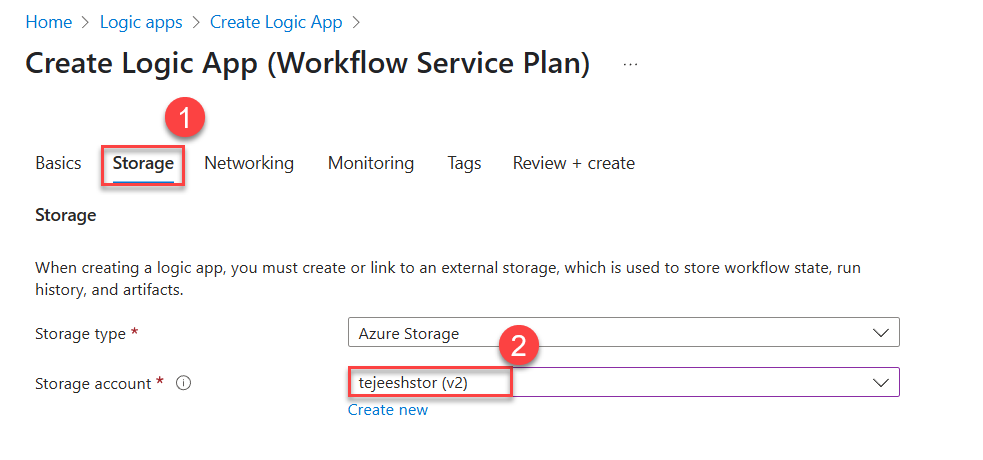 Home > Logic apps > Create Logic App >
Create Logic App (Workflow Service Plan) ...
1
Basics Storage Networking Monitoring Tags Review + create
Storage
When creating a logic app, you must create or link to an external storage, which is used to store workflow state, run
history, and artifacts.
Storage type * Azure Storage
2
Storage account * tejeeshstor (v2)
Create new